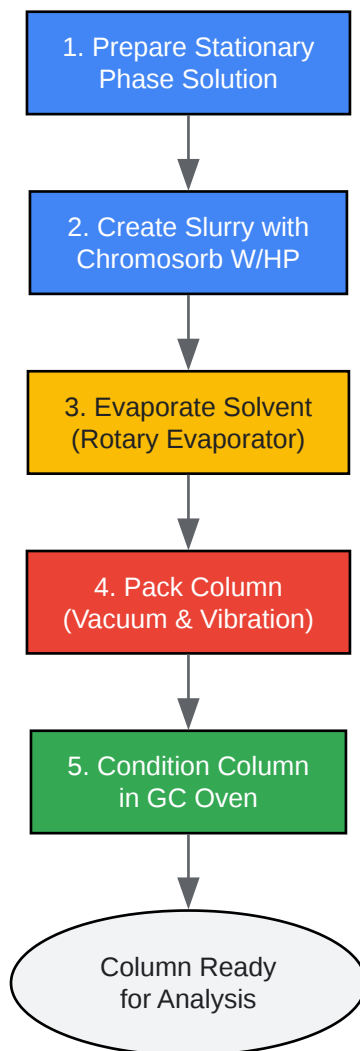 1. Prepare Stationary
Phase Solution
2. Create Slurry with
Chromosorb W/HP
3. Evaporate Solvent
(Rotary Evaporator)
4. Pack Column
(Vacuum & Vibration)
5. Condition Column
in GC Oven
Column Ready
for Analysis